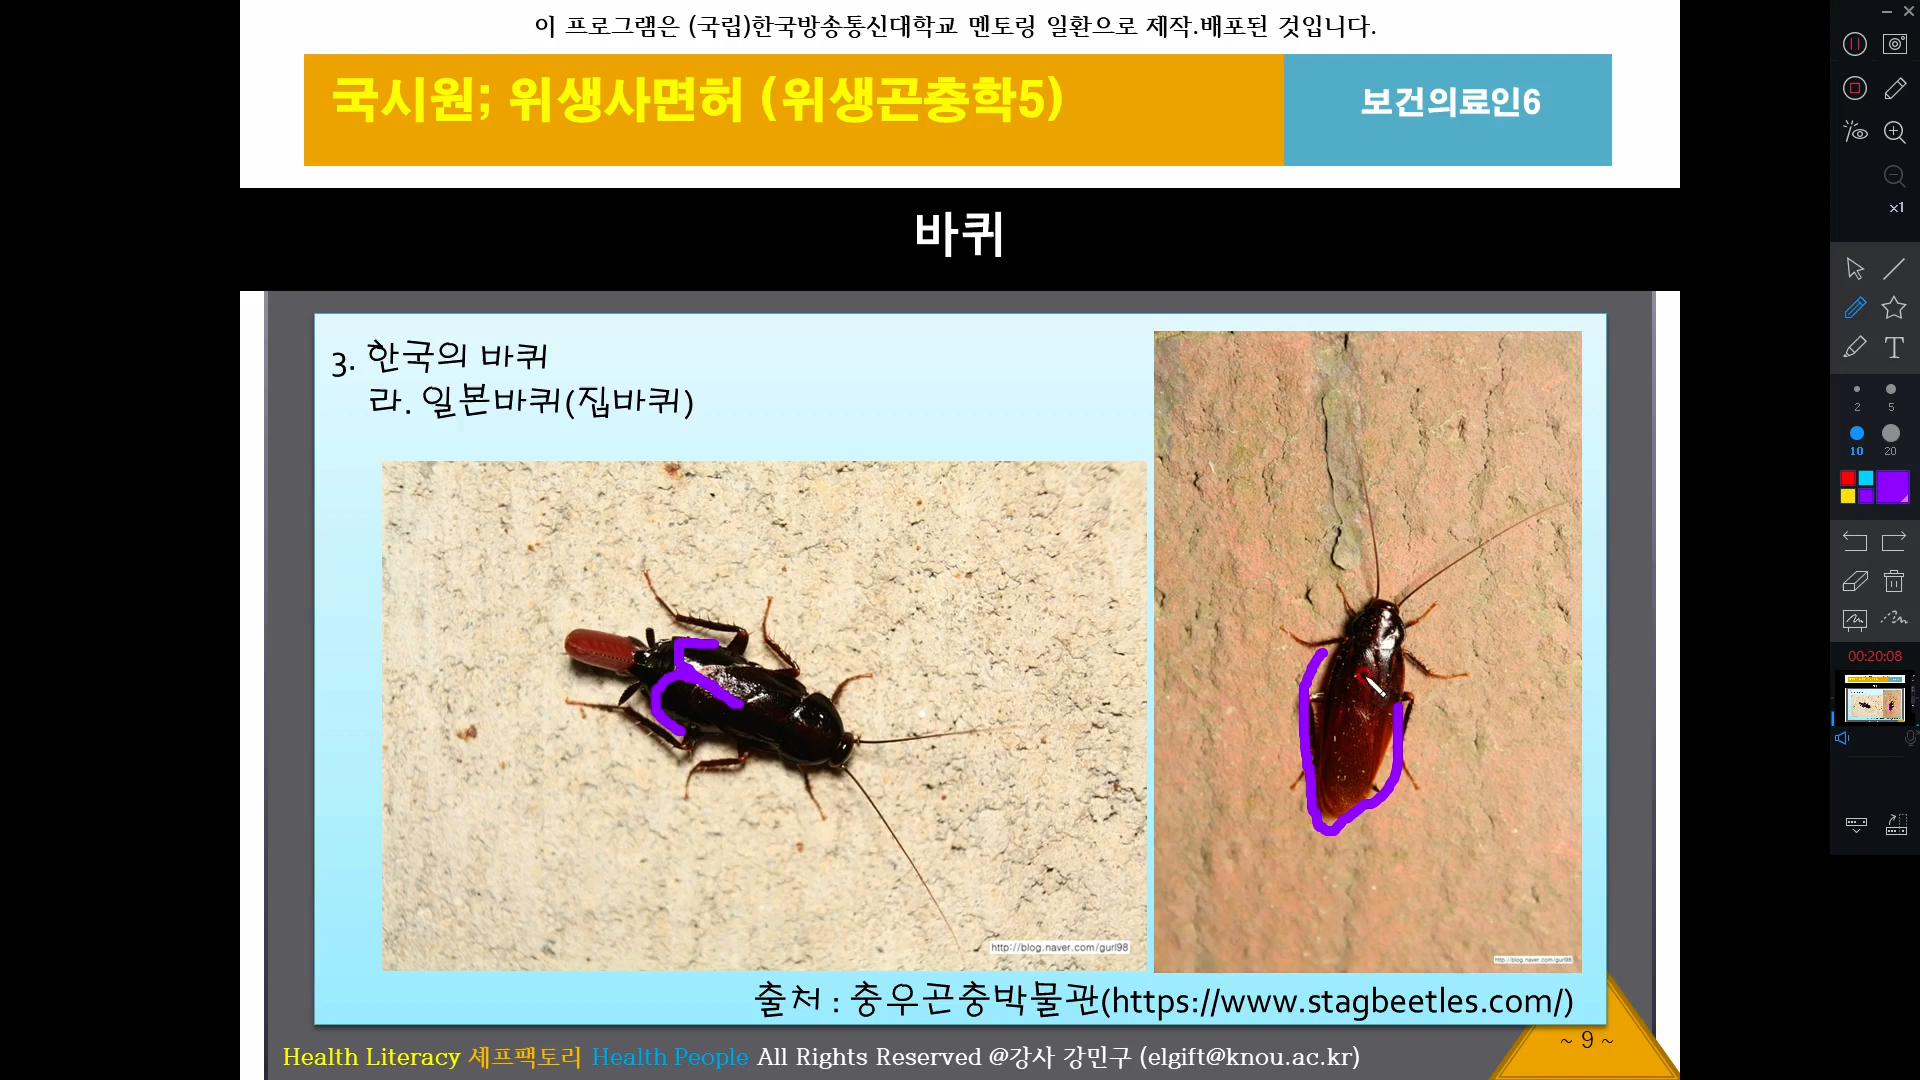 이 프로그램은 (국립)한국방송통신대학교 멘토링 일환으로 제작.배포된 것입니다.
국시원; 위생사면허 (위생곤충학5)
보건의료인6
바퀴
3. 한국의 바퀴
라. 일본바퀴(집바퀴)
http://blog.naver.com/gurl98
http://blog.naver.com/gurl98
출처 : 충우곤충박물관(https://www.stagbeetles.com/)
Health Literacy 셰프팩토리 Health People All Rights Reserved @강사 강민구 (elgift@knou.ac.kr)
~ 9 ~
x1
T
2 5
10 20
00:20:08